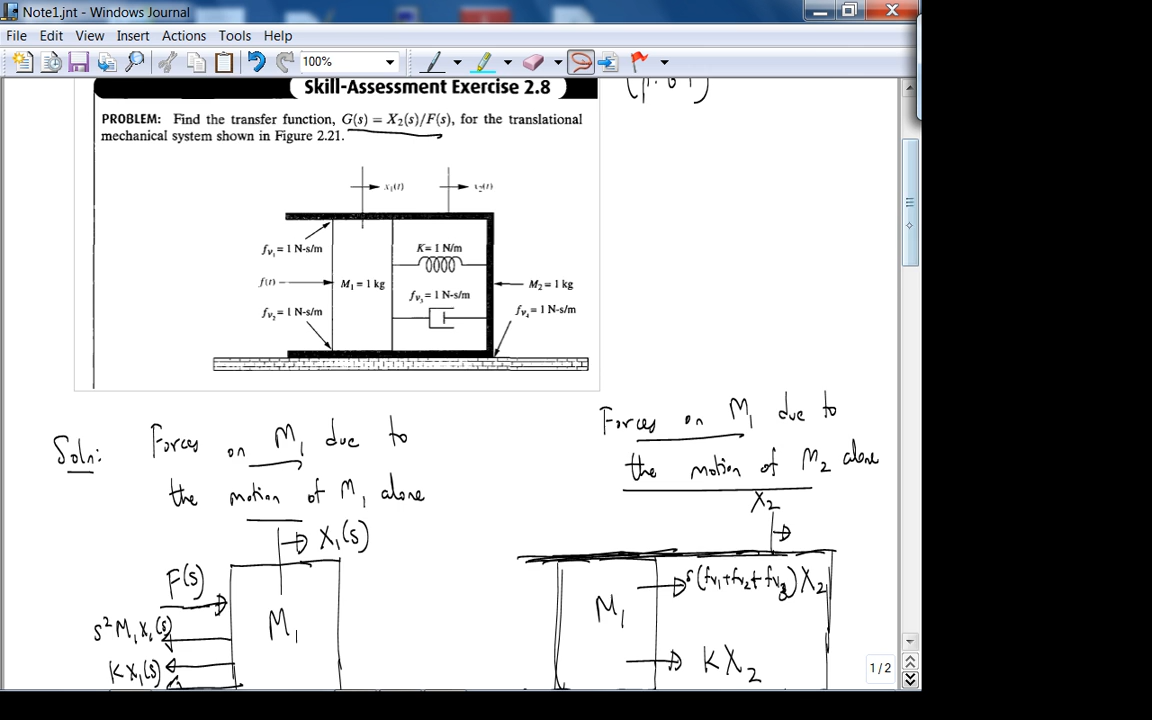 Note1.jnt - Windows Journal
File Edit View Insert Actions Tools Help
100%
Skill-Assessment Exercise 2.8
PROBLEM: Find the transfer function, G(s) = X₂(s)/F(s), for the translational
mechanical system shown in Figure 2.21.
x₁(t)
x₂(t)
fv₁ = 1 N-s/m
K= 1 N/m
f(t)
M₁ = 1 kg
M₂ = 1 kg
fv₃ = 1 N-s/m
fv₂ = 1 N-s/m
fv₄ = 1 N-s/m
Soln: Forces on M₁ due to
the motion of M₁ alone
X₁(s)
F(s)
s²M₁X₁(s)
M₁
KX₁(s)
Forces on M₁ due to
the motion of M₂ alone
X₂
s(fv₁+fv₂+fv₃)X₂
M₁
KX₂
1/2